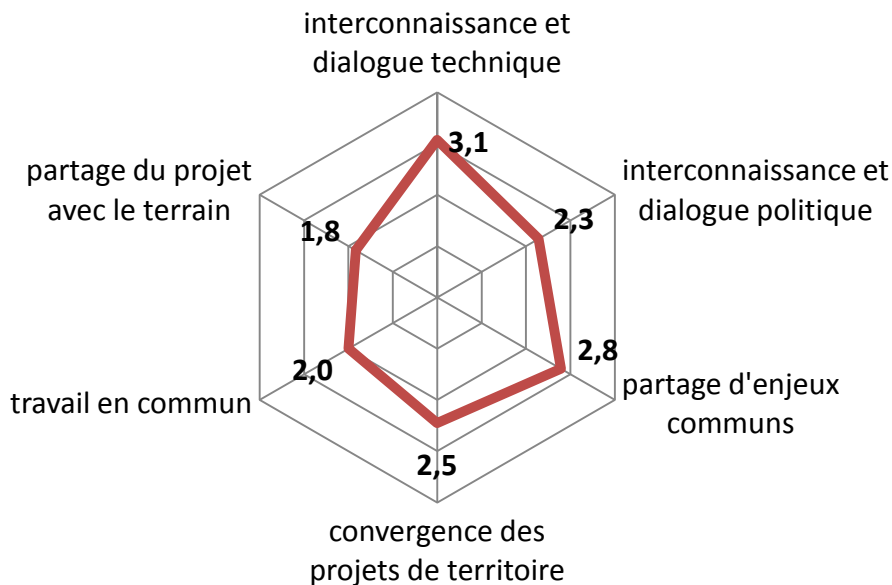 interconnaissance et
dialogue technique
3,1
interconnaissance et
dialogue politique
2,3
partage du projet
avec le terrain
1,8
2,8
partage d'enjeux
communs
2,0
travail en commun
2,5
convergence des
projets de territoire